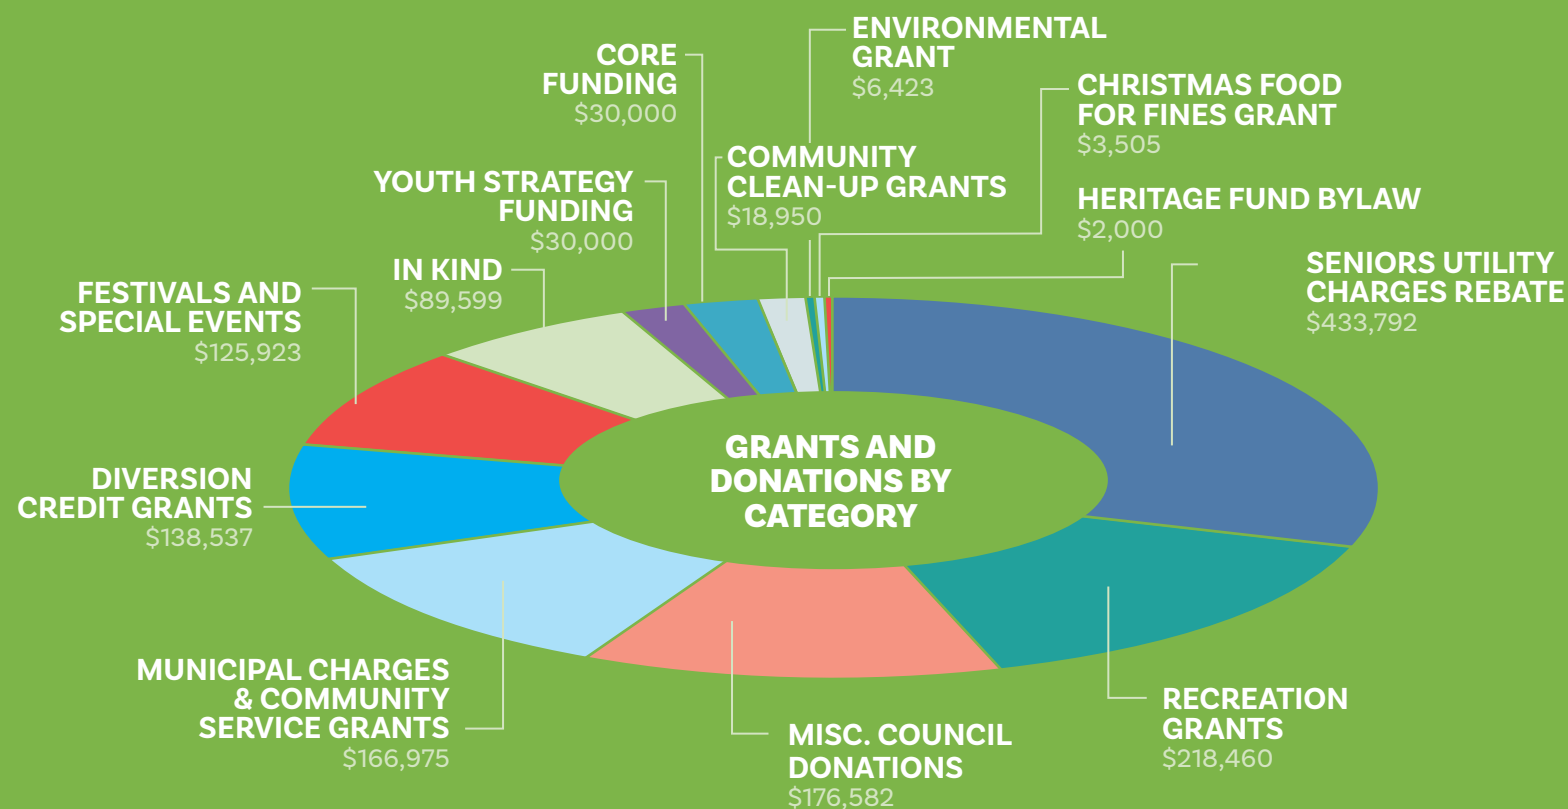 ENVIRONMENTAL
GRANT
$6,423
CORE
FUNDING
$30,000
CHRISTMAS FOOD
FOR FINES GRANT
$3,505
COMMUNITY
CLEAN-UP GRANTS
$18,950
YOUTH STRATEGY
FUNDING
$30,000
HERITAGE FUND BYLAW
$2,000
SENIORS UTILITY
CHARGES REBATE
$433,792
IN KIND
$89,599
FESTIVALS AND
SPECIAL EVENTS
$125,923
GRANTS AND
DONATIONS BY
CATEGORY
DIVERSION
CREDIT GRANTS
$138,537
MUNICIPAL CHARGES
& COMMUNITY
SERVICE GRANTS
$166,975
MISC. COUNCIL
DONATIONS
$176,582
RECREATION
GRANTS
$218,460